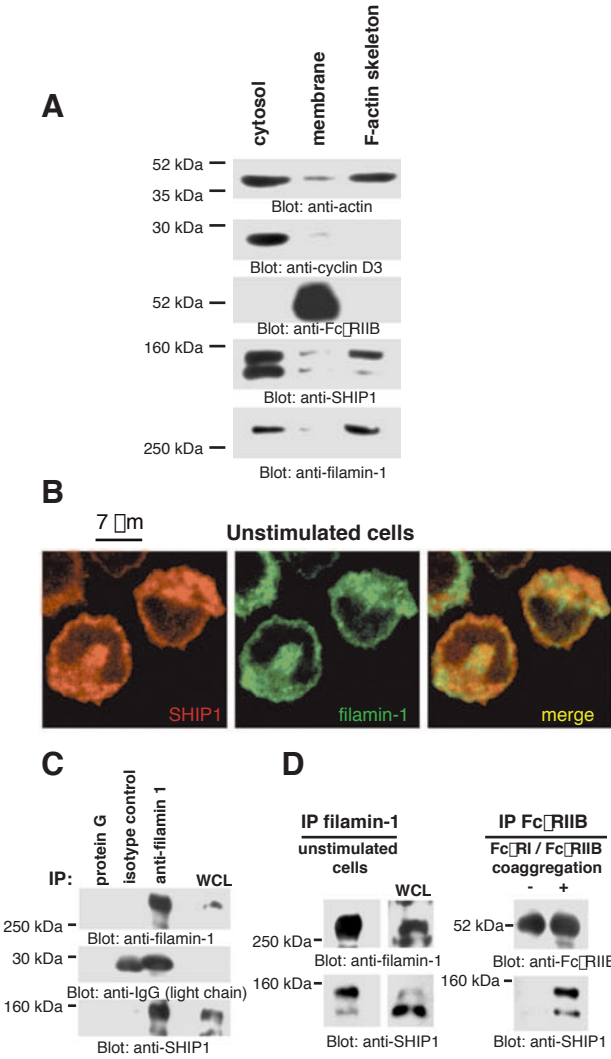 A
cytosol
membrane
F-actin skeleton
52 kDa
35 kDa
Blot: anti-actin
30 kDa
Blot: anti-cyclin D3
52 kDa
Blot: anti-Fc▯RIIB
160 kDa
Blot: anti-SHIP1
250 kDa
Blot: anti-filamin-1
B
7 ▯m
Unstimulated cells
SHIP1
filamin-1
merge
C
protein G
isotype control
anti-filamin 1
IP:
WCL
250 kDa
Blot: anti-filamin-1
30 kDa
Blot: anti-IgG (light chain)
160 kDa
Blot: anti-SHIP1
D
IP filamin-1
unstimulated
cells
WCL
250 kDa
Blot: anti-filamin-1
160 kDa
Blot: anti-SHIP1
IP Fc▯RIIB
Fc▯RI / Fc▯RIIB
coaggregation
- +
52 kDa
Blot: anti-Fc▯RIIB
160 kDa
Blot: anti-SHIP1